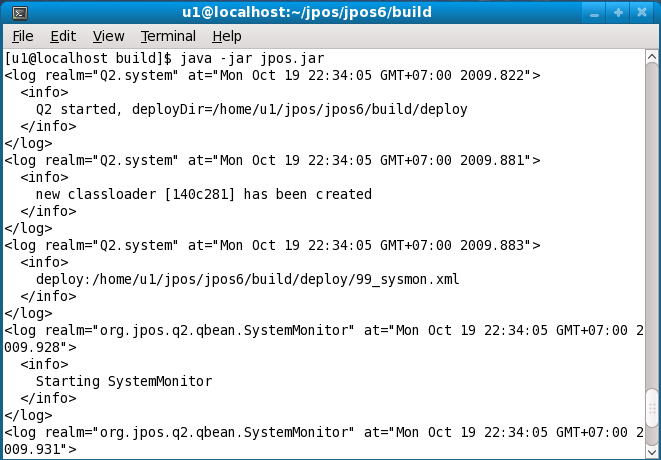 u1@localhost:~/jpos/jpos6/build
File Edit View Terminal Help
[u1@localhost build]$ java -jar jpos.jar
<log realm="Q2.system" at="Mon Oct 19 22:34:05 GMT+07:00 2009.822">
  <info>
    Q2 started, deployDir=/home/u1/jpos/jpos6/build/deploy
  </info>
</log>
<log realm="Q2.system" at="Mon Oct 19 22:34:05 GMT+07:00 2009.881">
  <info>
    new classloader [140c281] has been created
  </info>
</log>
<log realm="Q2.system" at="Mon Oct 19 22:34:05 GMT+07:00 2009.883">
  <info>
    deploy:/home/u1/jpos/jpos6/build/deploy/99_sysmon.xml
  </info>
</log>
<log realm="org.jpos.q2.qbean.SystemMonitor" at="Mon Oct 19 22:34:05 GMT+07:00 2
009.928">
  <info>
    Starting SystemMonitor
  </info>
</log>
<log realm="org.jpos.q2.qbean.SystemMonitor" at="Mon Oct 19 22:34:05 GMT+07:00 2
009.931">